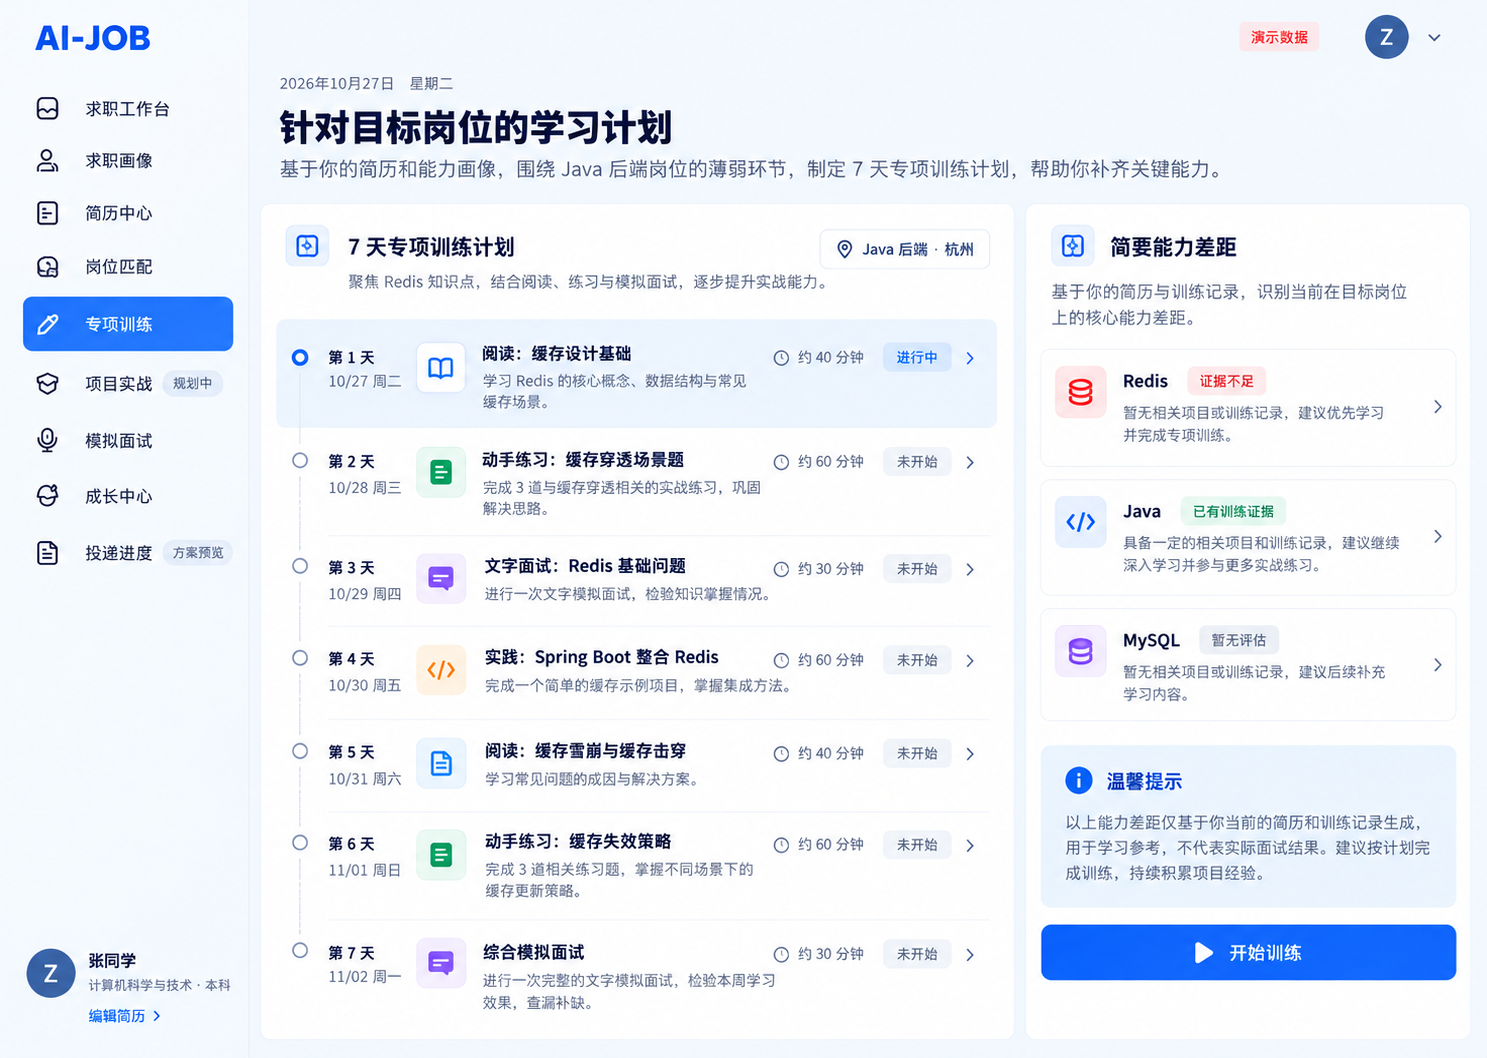 AI-JOB
演示数据
Z
求职工作台
求职画像
简历中心
岗位匹配
专项训练
项目实战 规划中
模拟面试
成长中心
投递进度 方案预览
Z
张同学
计算机科学与技术 · 本科
编辑简历
2026年10月27日 星期二
针对目标岗位的学习计划
基于你的简历和能力画像，围绕 Java 后端岗位的薄弱环节，制定 7 天专项训练计划，帮助你补齐关键能力。
7 天专项训练计划
Java 后端 · 杭州
聚焦 Redis 知识点，结合阅读、练习与模拟面试，逐步提升实战能力。
第 1 天
10/27 周二
阅读：缓存设计基础
学习 Redis 的核心概念、数据结构与常见
缓存场景。
约 40 分钟
进行中
第 2 天
10/28 周三
动手练习：缓存穿透场景题
完成 3 道与缓存穿透相关的实战练习，巩固
解决思路。
约 60 分钟
未开始
第 3 天
10/29 周四
文字面试：Redis 基础问题
进行一次文字模拟面试，检验知识掌握情况。
约 30 分钟
未开始
第 4 天
10/30 周五
实践：Spring Boot 整合 Redis
完成一个简单的缓存示例项目，掌握集成方法。
约 60 分钟
未开始
第 5 天
10/31 周六
阅读：缓存雪崩与缓存击穿
学习常见问题的成因与解决方案。
约 40 分钟
未开始
第 6 天
11/01 周日
动手练习：缓存失效策略
完成 3 道相关练习题，掌握不同场景下的
缓存更新策略。
约 60 分钟
未开始
第 7 天
11/02 周一
综合模拟面试
进行一次完整的文字模拟面试，检验本周学习
效果，查漏补缺。
约 30 分钟
未开始
简要能力差距
基于你的简历与训练记录，识别当前在目标岗位
上的核心能力差距。
Redis 证据不足
暂无相关项目或训练记录，建议优先学习
并完成专项训练。
Java 已有训练证据
具备一定的相关项目和训练记录，建议继续
深入学习并参与更多实战练习。
MySQL 暂无评估
暂无相关项目或训练记录，建议后续补充
学习内容。
温馨提示
以上能力差距仅基于你当前的简历和训练记录生成，
用于学习参考，不代表实际面试结果。建议按计划完
成训练，持续积累项目经验。
开始训练